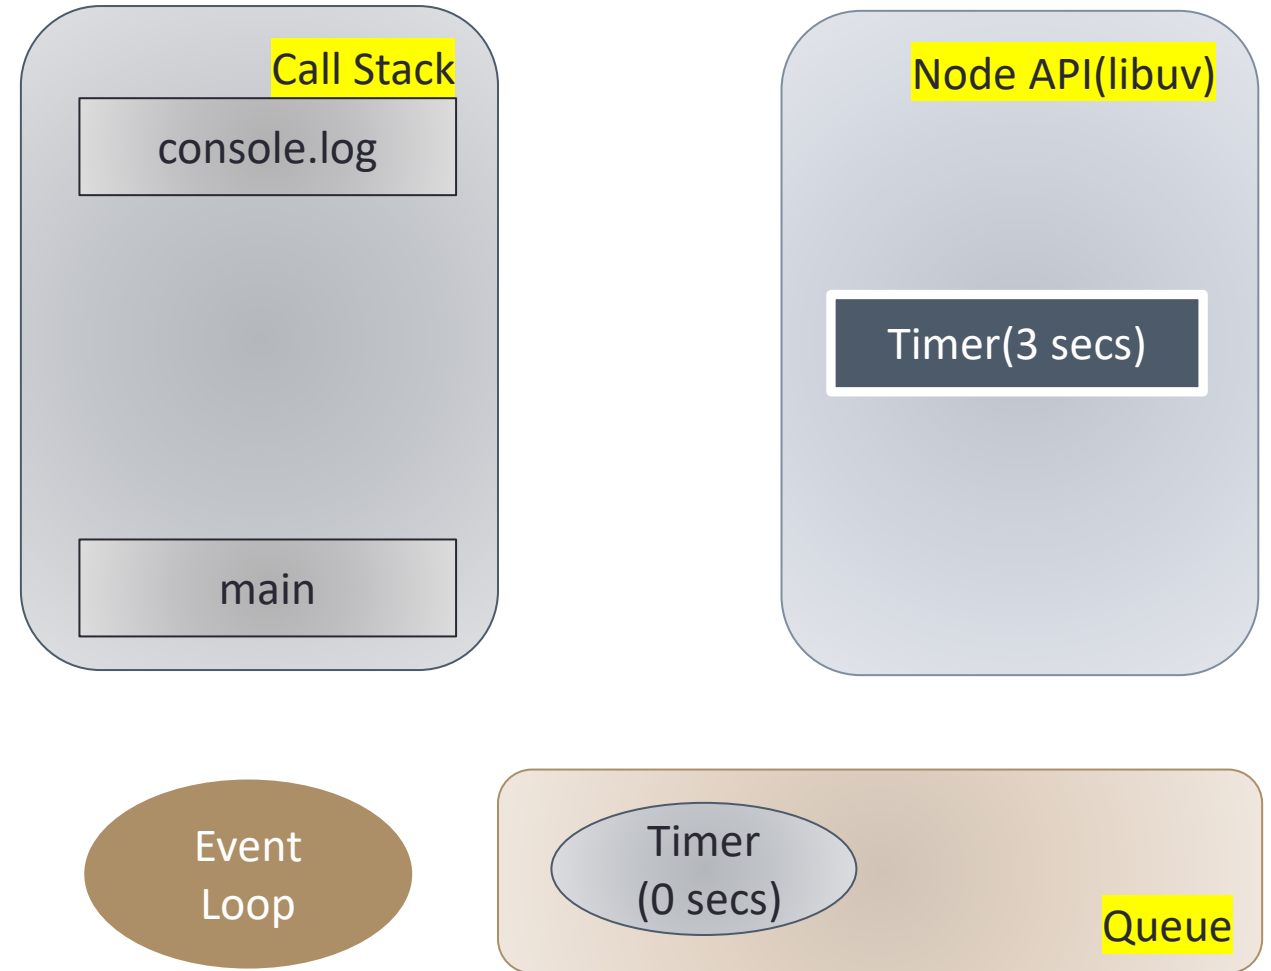 Call Stack
console.log
main
Node API(libuv)
Timer(3 secs)
Event
Loop
Timer
(0 secs)
Queue